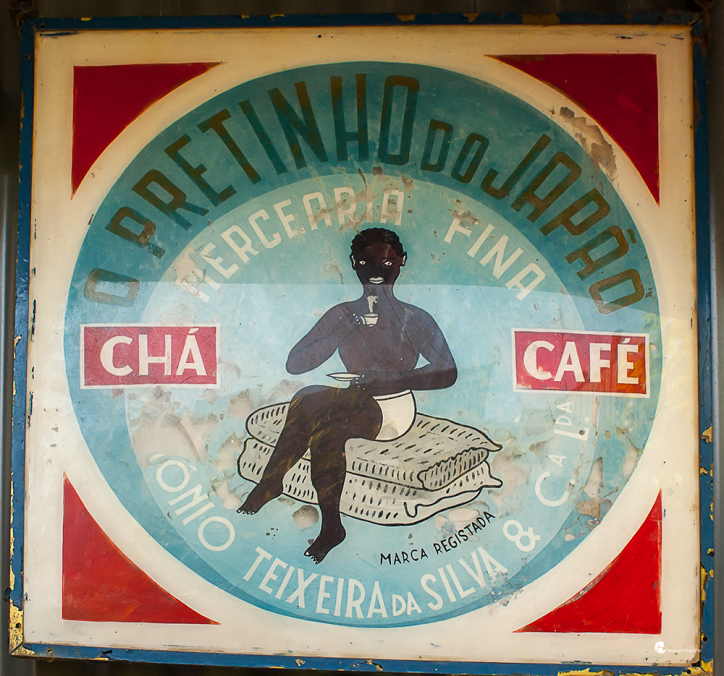 O PRETINHO DO JAPÃO
MERCEARIA FINA
CHÁ
CAFÉ
MARCA REGISTADA
ÓNIO TEIXEIRA DA SILVA & Cª LDA